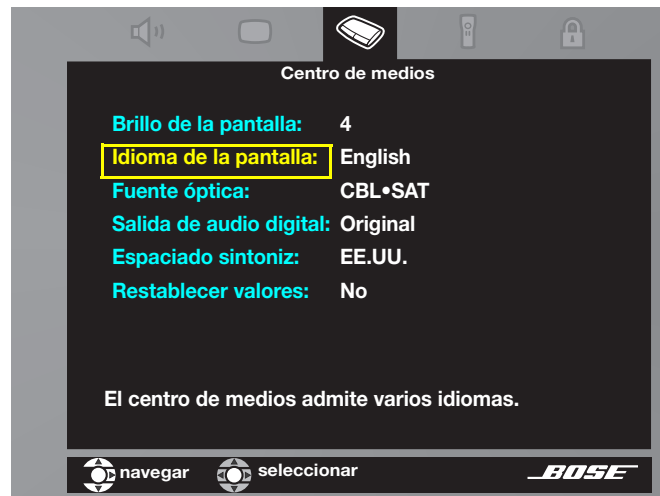 Centro de medios
Brillo de la pantalla: 4
Idioma de la pantalla: English
Fuente óptica: CBL•SAT
Salida de audio digital: Original
Espaciado sintoniz: EE.UU.
Restablecer valores: No
El centro de medios admite varios idiomas.
navegar seleccionar BOSE